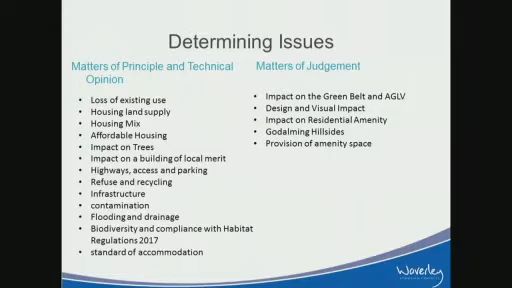 Determining Issues
Matters of Principle and Technical
Opinion
• Loss of existing use
• Housing land supply
• Housing Mix
• Affordable Housing
• Impact on Trees
• Impact on a building of local merit
• Highways, access and parking
• Refuse and recycling
• Infrastructure
• contamination
• Flooding and drainage
• Biodiversity and compliance with Habitat
Regulations 2017
• standard of accommodation
Matters of Judgement
• Impact on the Green Belt and AGLV
• Design and Visual Impact
• Impact on Residential Amenity
• Godalming Hillsides
• Provision of amenity space
Waverley